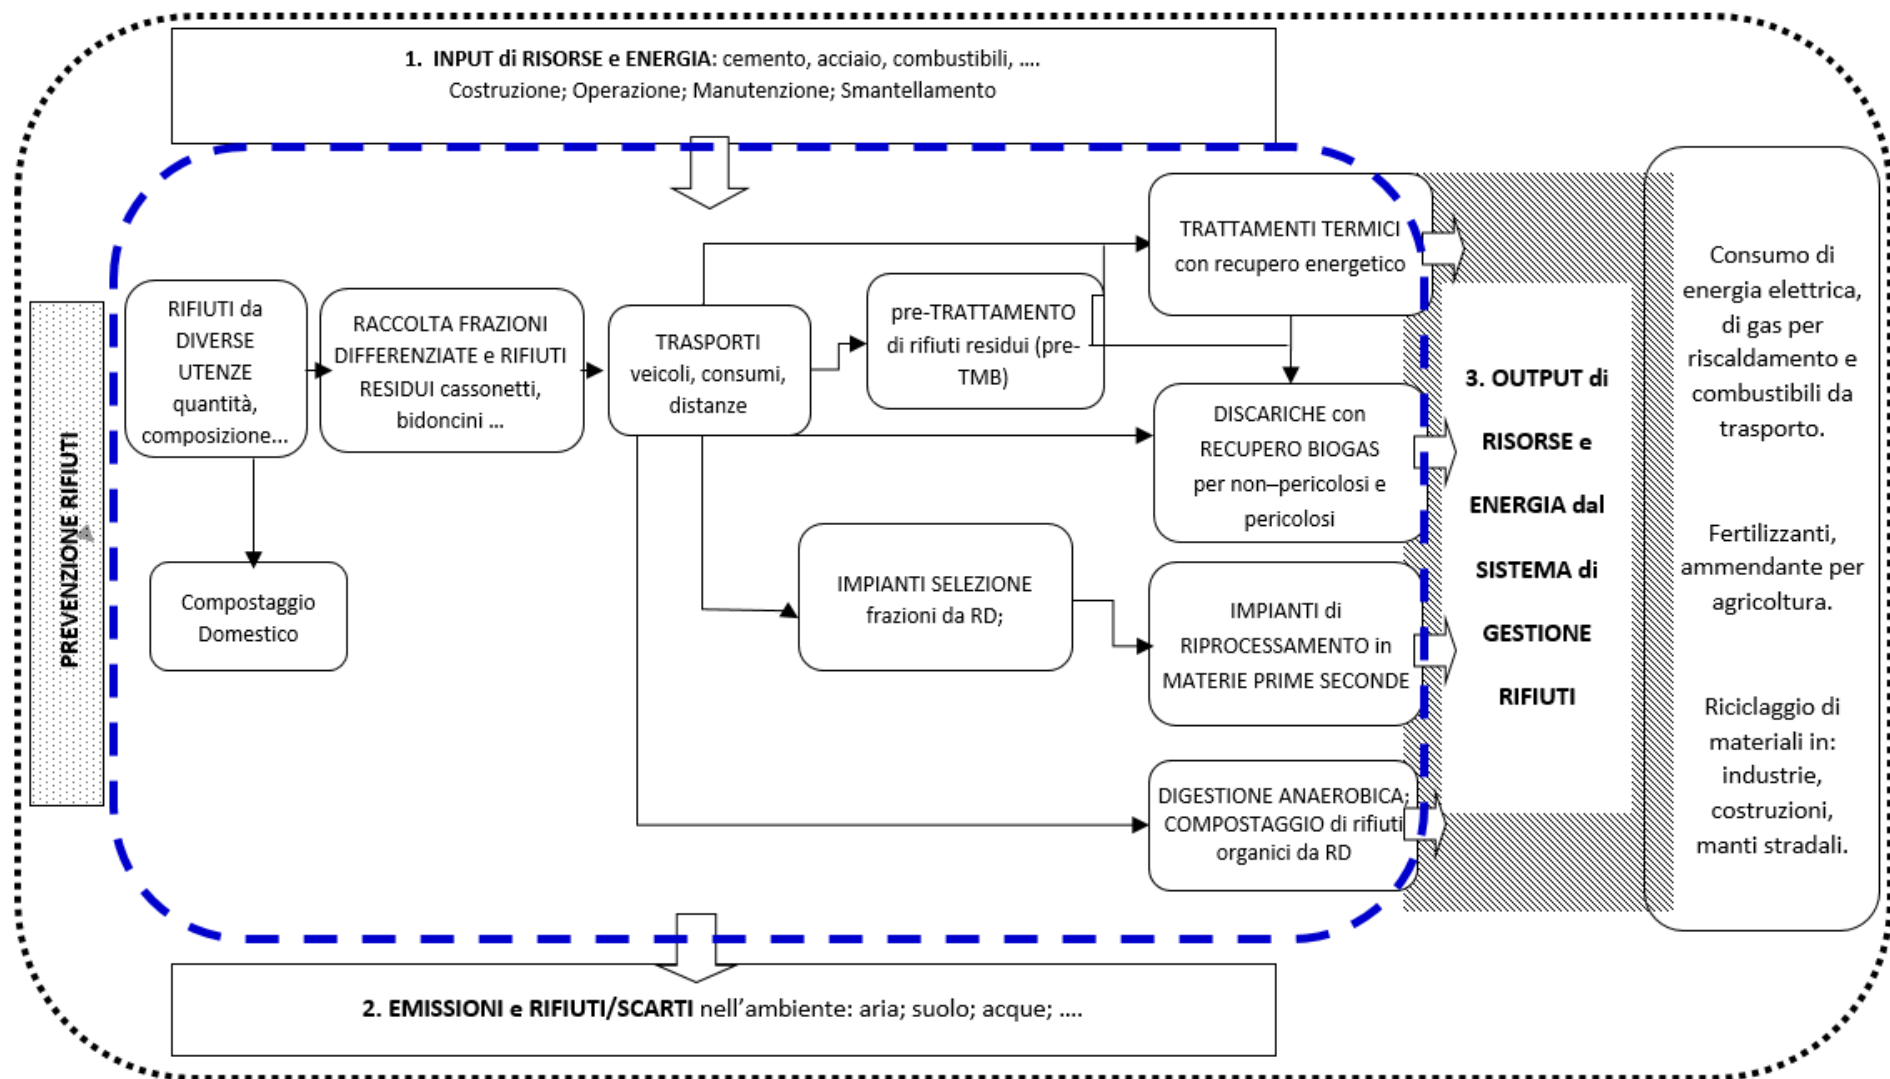 1. INPUT di RISORSE e ENERGIA: cemento, acciaio, combustibili, ....
Costruzione; Operazione; Manutenzione; Smantellamento
PREVENZIONE RIFIUTI
RIFIUTI da
DIVERSE
UTENZE
quantità,
composizione...
Compostaggio
Domestico
RACCOLTA FRAZIONI
DIFFERENZIATE e RIFIUTI
RESIDUI cassonetti,
bidoncini ...
TRASPORTI
veicoli, consumi,
distanze
pre-TRATTAMENTO
di rifiuti residui (pre-
TMB)
IMPIANTI SELEZIONE
frazioni da RD;
TRATTAMENTI TERMICI
con recupero energetico
DISCARICHE con
RECUPERO BIOGAS
per non–pericolosi e
pericolosi
IMPIANTI di
RIPROCESSAMENTO in
MATERIE PRIME SECONDE
DIGESTIONE ANAEROBICA;
COMPOSTAGGIO di rifiuti
organici da RD
3. OUTPUT di
RISORSE e
ENERGIA dal
SISTEMA di
GESTIONE
RIFIUTI
Consumo di
energia elettrica,
di gas per
riscaldamento e
combustibili da
trasporto.
Fertilizzanti,
ammendante per
agricoltura.
Riciclaggio di
materiali in:
industrie,
costruzioni,
manti stradali.
2. EMISSIONI e RIFIUTI/SCARTI nell’ambiente: aria; suolo; acque; ....